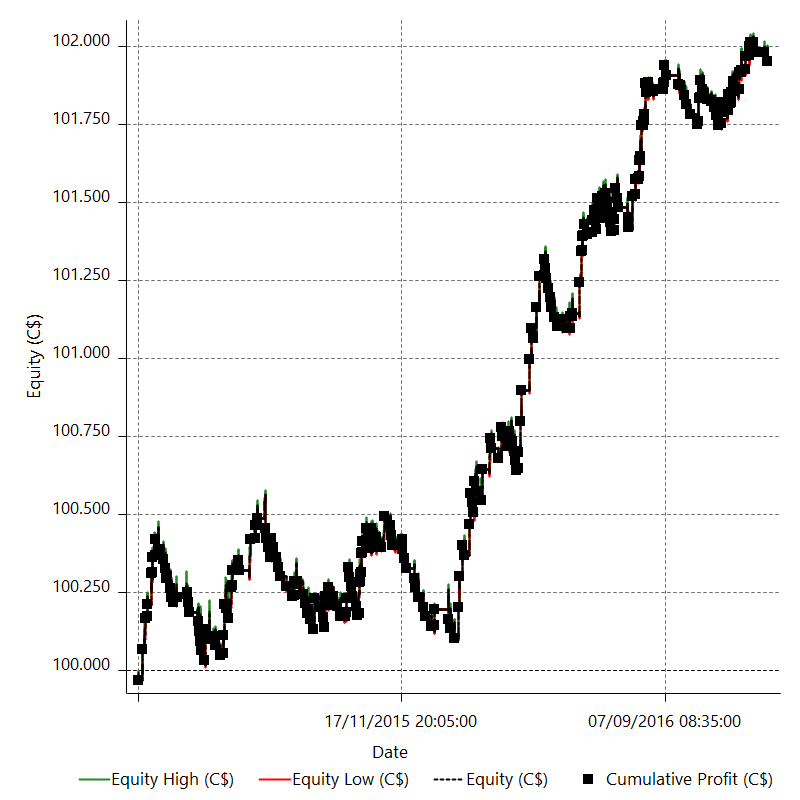 102.000
101.750
101.500
101.250
101.000
100.750
100.500
100.250
100.000
Equity (C$)
17/11/2015 20:05:00 07/09/2016 08:35:00
Date
Equity High (C$) Equity Low (C$) Equity (C$) Cumulative Profit (C$)